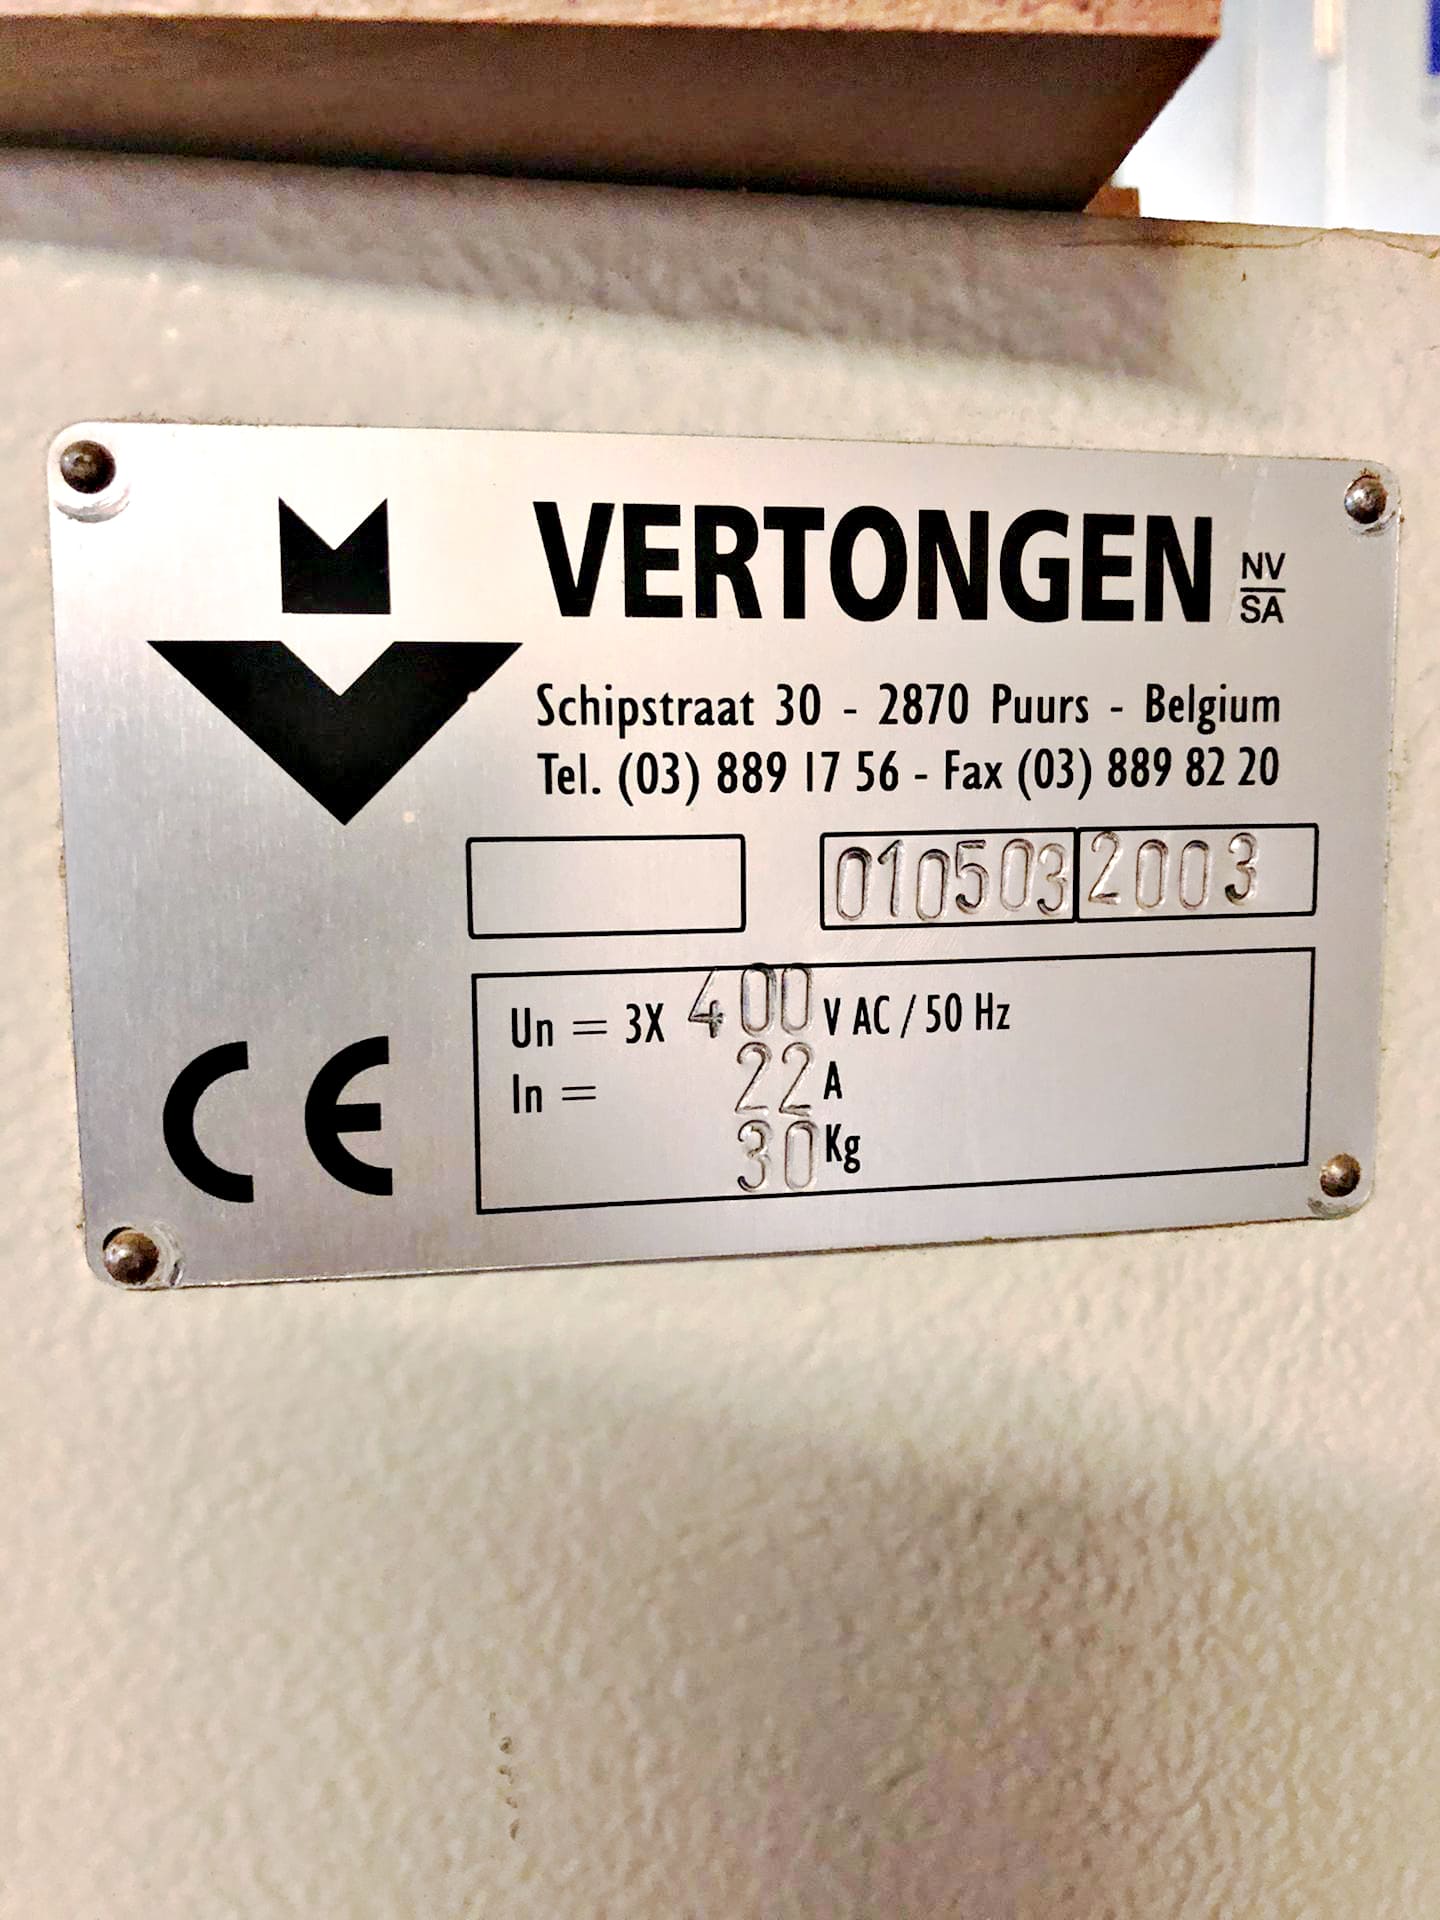 VERTONGEN NV/SA
Schipstraat 30 - 2870 Puurs - Belgium
Tel. (03) 889 17 56 - Fax (03) 889 82 20
010503 2003
Un = 3X 400 V AC / 50 Hz
In = 22 A
30 Kg
CE